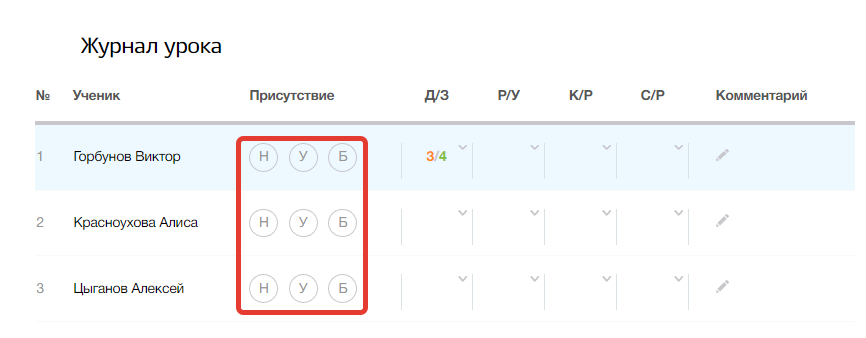 Журнал урока
№ Ученик Присутствие Д/З Р/У К/Р С/Р Комментарий
1 Горбунов Виктор Н У Б 3/4
2 Красноухова Алиса Н У Б
3 Цыганов Алексей Н У Б